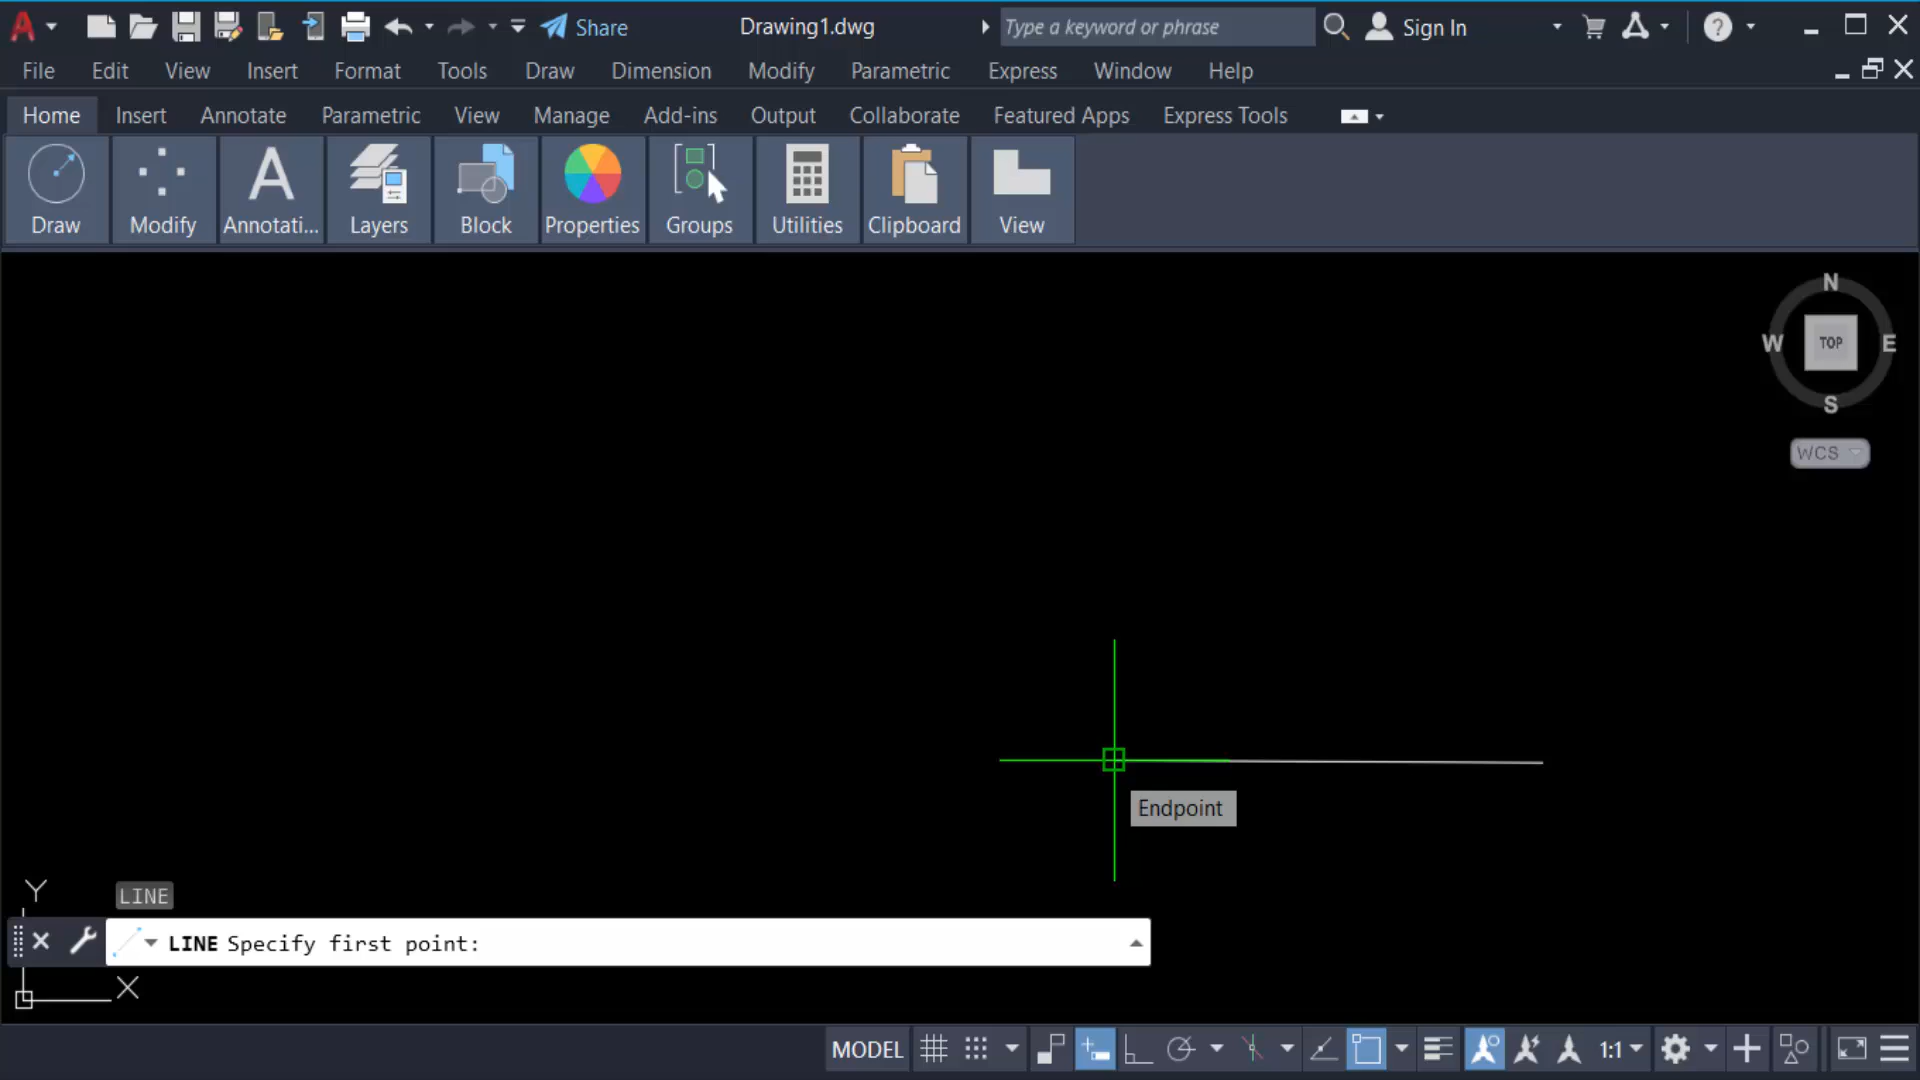 Share
Drawing1.dwg
Type a keyword or phrase
Sign In
File Edit View Insert Format Tools Draw Dimension Modify Parametric Express Window Help
Home Insert Annotate Parametric View Manage Add-ins Output Collaborate Featured Apps Express Tools
Draw Modify Annotati... Layers Block Properties Groups Utilities Clipboard View
N
W TOP E
S
WCS
Endpoint
Y
LINE
LINE Specify first point:
X
MODEL 1:1